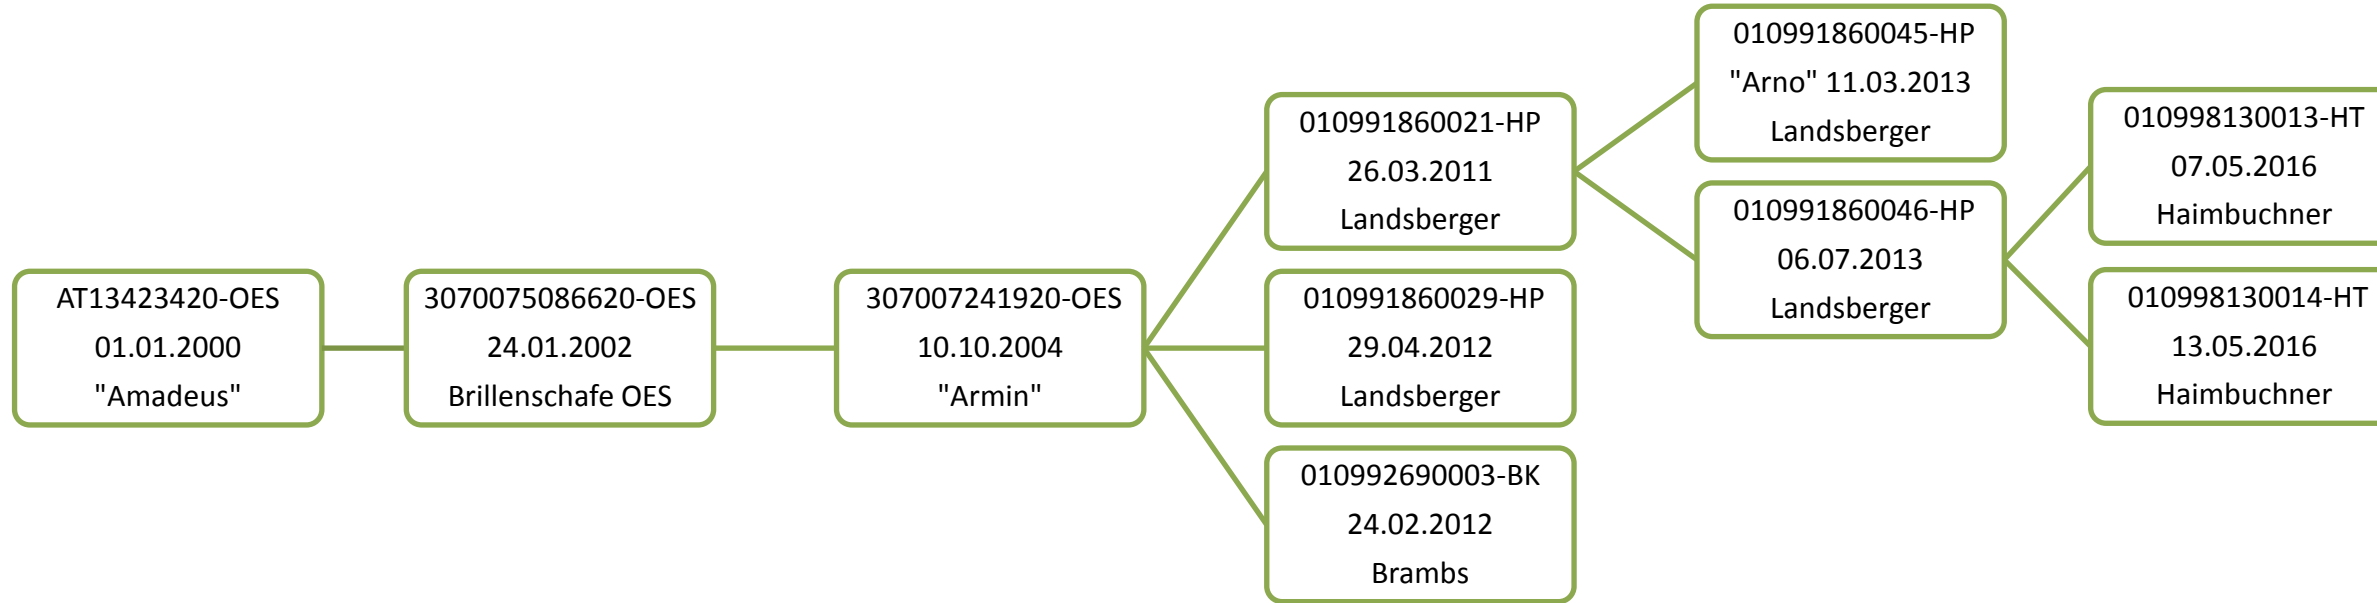 AT13423420-OES
01.01.2000
"Amadeus"
3070075086620-OES
24.01.2002
Brillenschafe OES
307007241920-OES
10.10.2004
"Armin"
010991860021-HP
26.03.2011
Landsberger
010991860029-HP
29.04.2012
Landsberger
010992690003-BK
24.02.2012
Brambs
010991860045-HP
"Arno" 11.03.2013
Landsberger
010991860046-HP
06.07.2013
Landsberger
010998130013-HT
07.05.2016
Haimbuchner
010998130014-HT
13.05.2016
Haimbuchner